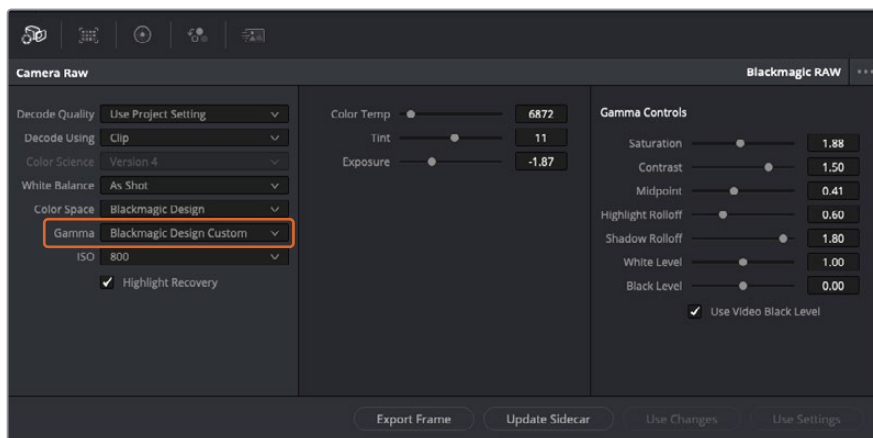 Camera Raw
Blackmagic RAW
Decode Quality Use Project Setting
Decode Using Clip
Color Science Version 4
White Balance As Shot
Color Space Blackmagic Design
Gamma Blackmagic Design Custom
ISO 800
Highlight Recovery
Color Temp 6872
Tint 11
Exposure -1.87
Gamma Controls
Saturation 1.88
Contrast 1.50
Midpoint 0.41
Highlight Rolloff 0.60
Shadow Rolloff 1.80
White Level 1.00
Black Level 0.00
Use Video Black Level
Export Frame
Update Sidecar
Use Changes
Use Settings